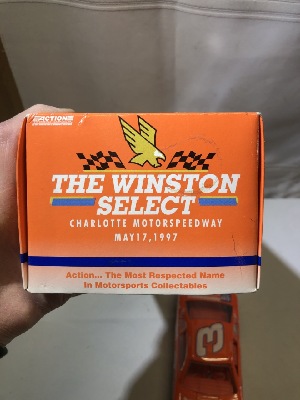 ACTION
THE WINSTON
SELECT
CHARLOTTE MOTORSPEEDWAY
MAY 17, 1997
Action... The Most Respected Name
In Motorsports Collectables
3